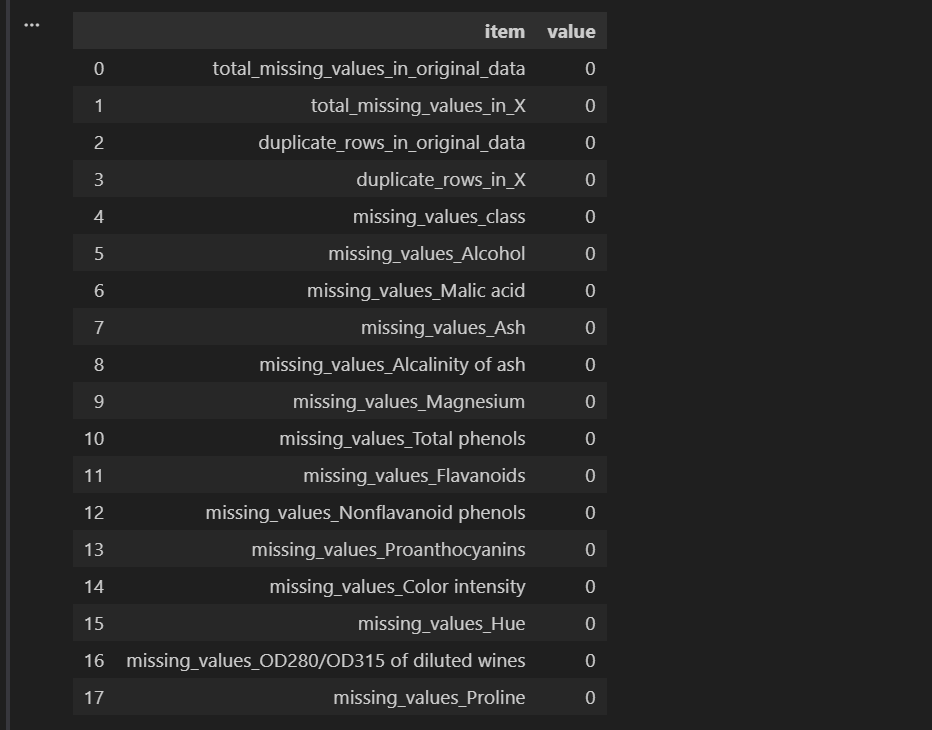 ...
item value
0 total_missing_values_in_original_data 0
1 total_missing_values_in_X 0
2 duplicate_rows_in_original_data 0
3 duplicate_rows_in_X 0
4 missing_values_class 0
5 missing_values_Alcohol 0
6 missing_values_Malic acid 0
7 missing_values_Ash 0
8 missing_values_Alcalinity of ash 0
9 missing_values_Magnesium 0
10 missing_values_Total phenols 0
11 missing_values_Flavanoids 0
12 missing_values_Nonflavanoid phenols 0
13 missing_values_Proanthocyanins 0
14 missing_values_Color intensity 0
15 missing_values_Hue 0
16 missing_values_OD280/OD315 of diluted wines 0
17 missing_values_Proline 0